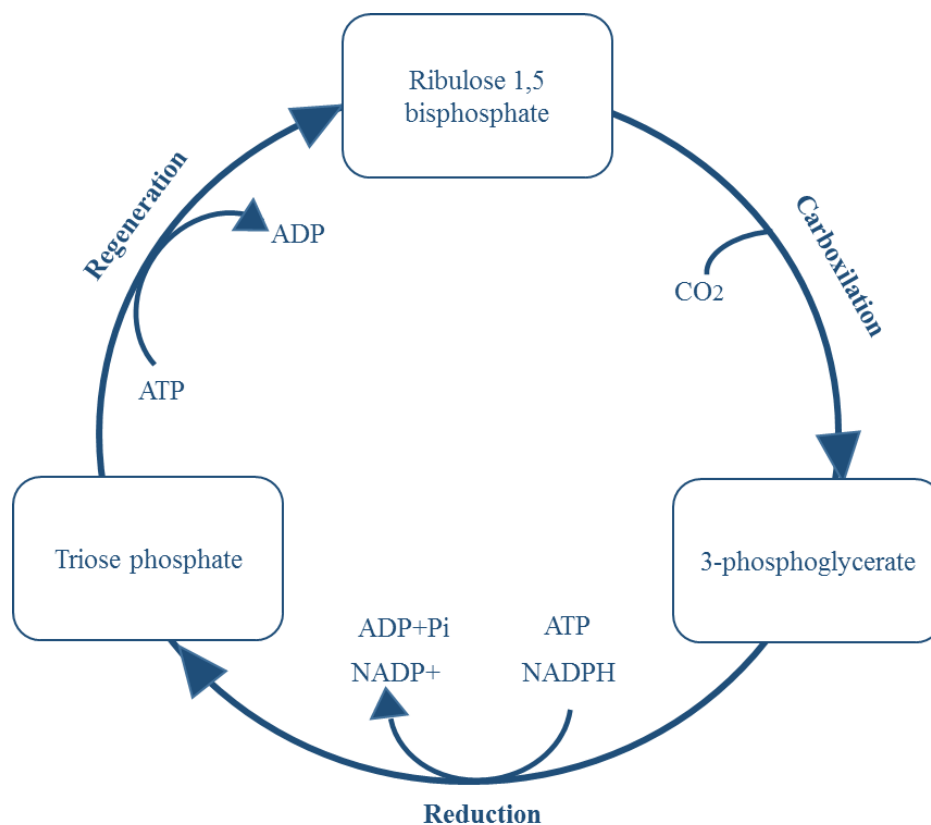 Ribulose 1,5
bisphosphate
Regeneration
ADP
ATP
Carboxilation
CO2
Triose phosphate
3-phosphoglycerate
ADP+Pi
NADP+
ATP
NADPH
Reduction